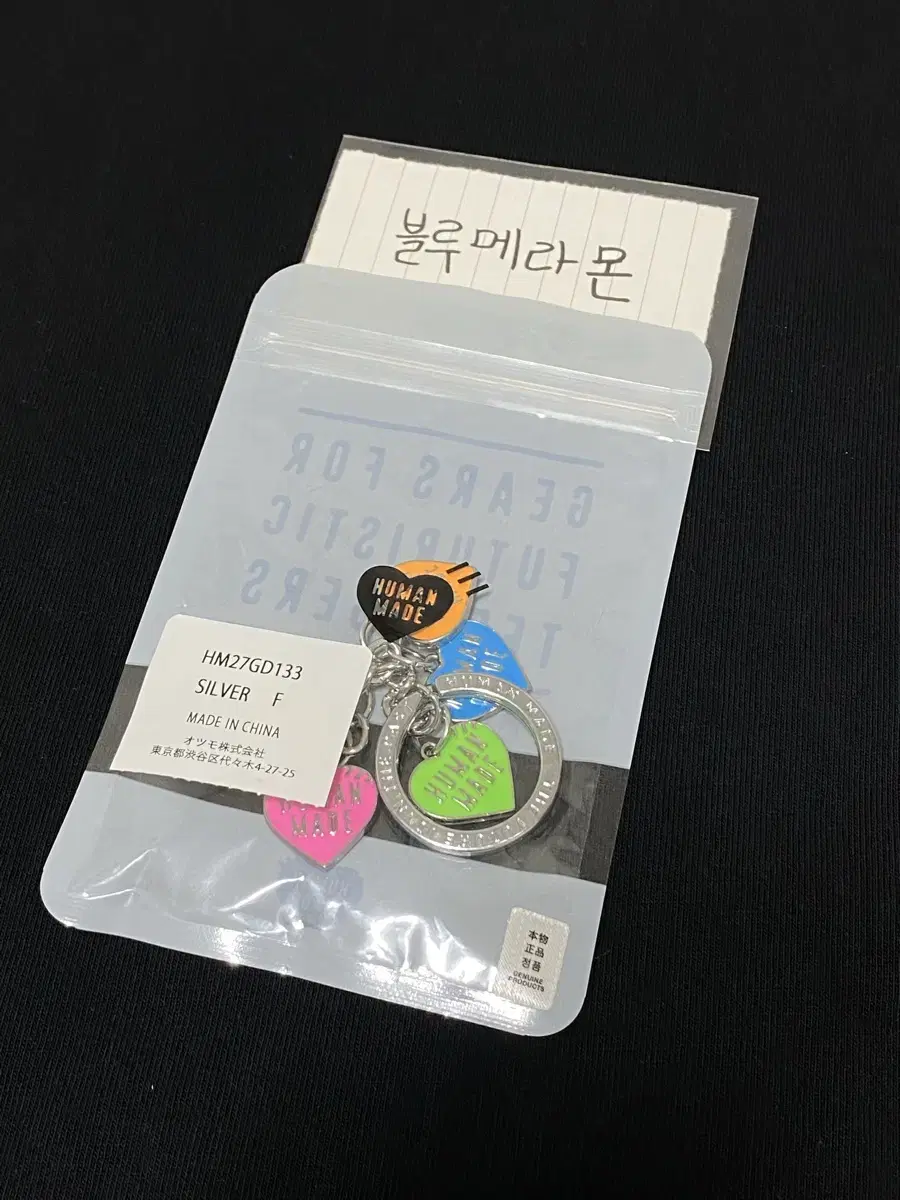 블루메라몬
GEARS FOR
FUTURISTIC
HUMAN
MADE
HM27GD133
SILVER F
MADE IN CHINA
オツモ株式会社
東京都渋谷区代々木4-27-25
HUMAN MADE
HUMAN
MADE
MADE
本物
正品
정품
GENUINE
PRODUCTS